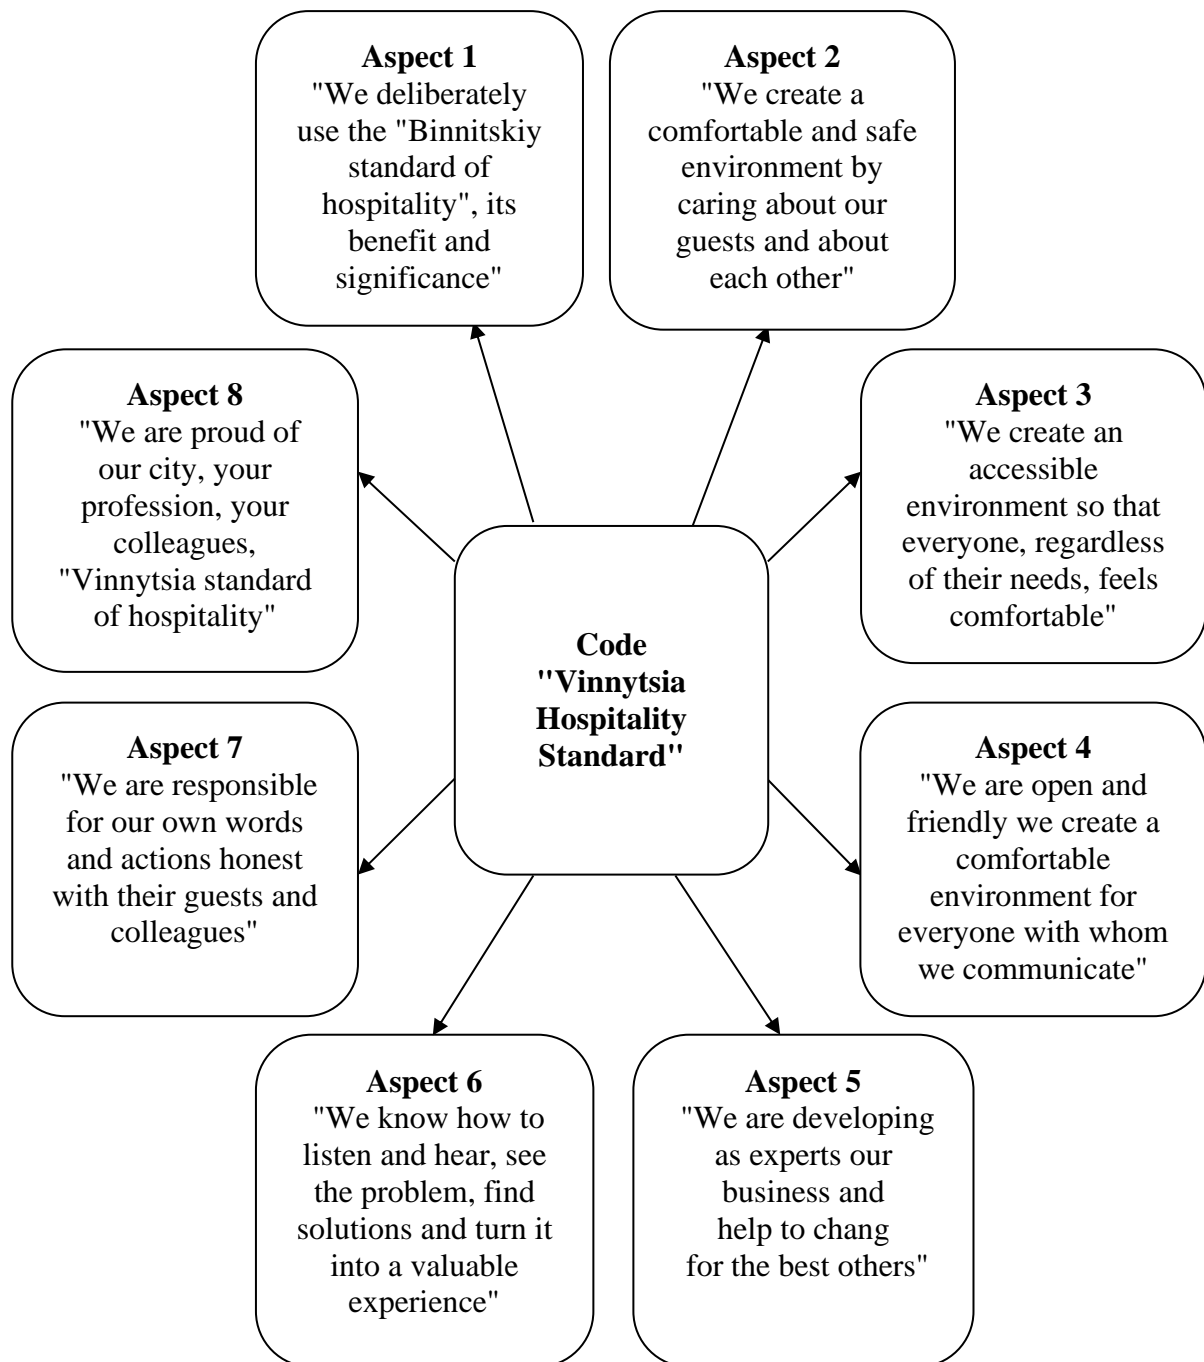 Aspect 1
"We deliberately
use the "Binnitskiy
standard of
hospitality", its
benefit and
significance"
Aspect 2
"We create a
comfortable and safe
environment by
caring about our
guests and about
each other"
Aspect 8
"We are proud of
our city, your
profession, your
colleagues,
"Vinnytsia standard
of hospitality"
Aspect 3
"We create an
accessible
environment so that
everyone, regardless
of their needs, feels
comfortable"
Code
"Vinnytsia
Hospitality
Standard"
Aspect 7
"We are responsible
for our own words
and actions honest
with their guests and
colleagues"
Aspect 4
"We are open and
friendly we create a
comfortable
environment for
everyone with whom
we communicate"
Aspect 6
"We know how to
listen and hear, see
the problem, find
solutions and turn it
into a valuable
experience"
Aspect 5
"We are developing
as experts our
business and
help to chang
for the best others"